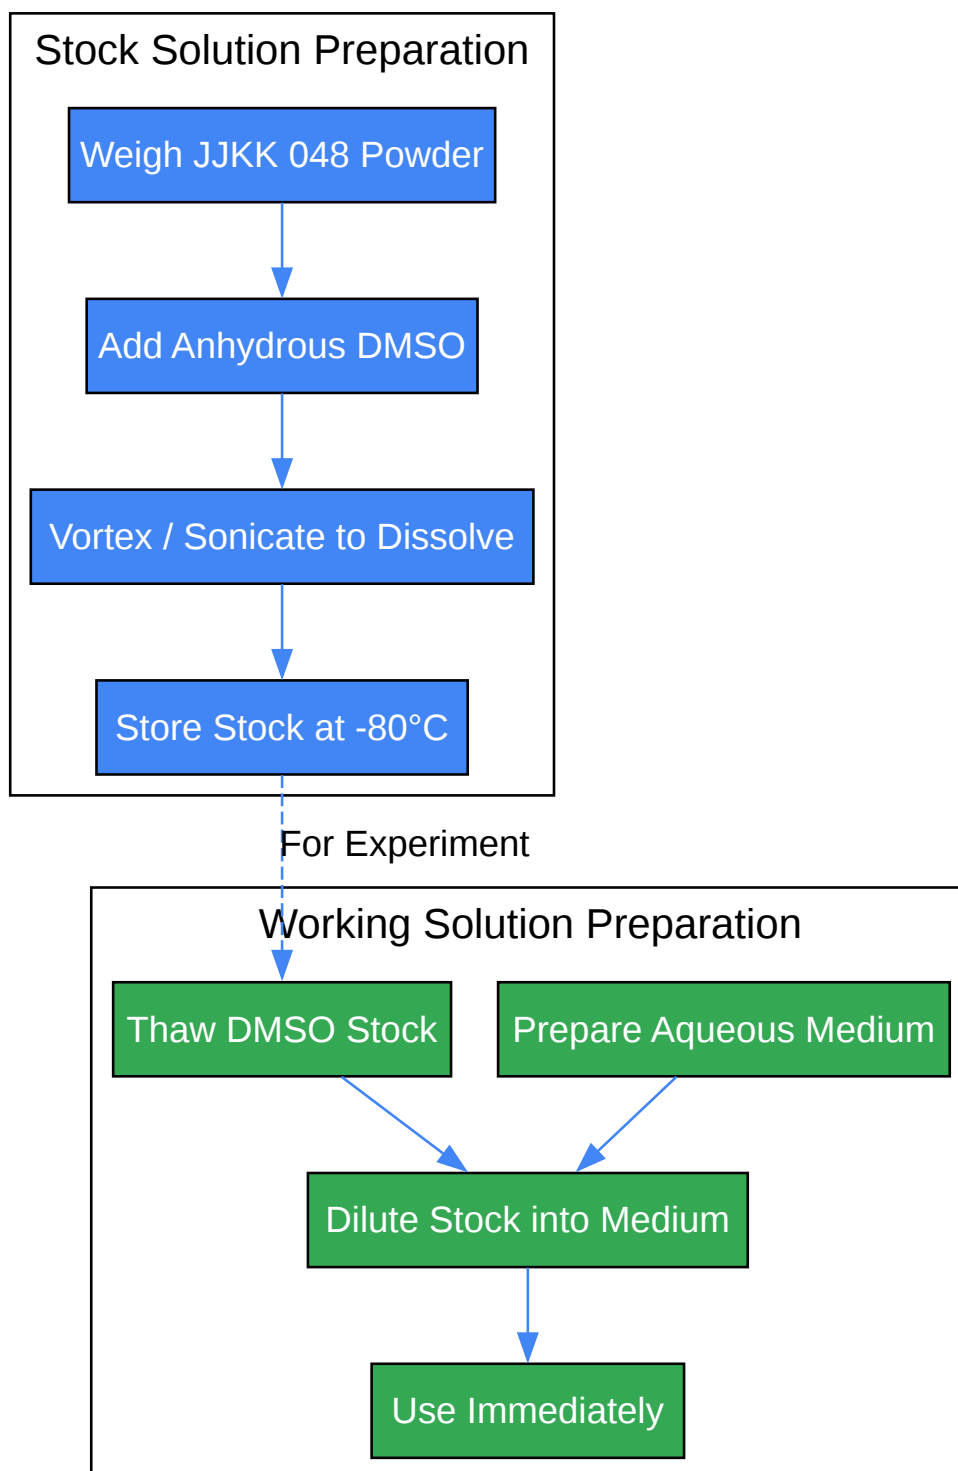 Stock Solution Preparation
Weigh JJKK 048 Powder
Add Anhydrous DMSO
Vortex / Sonicate to Dissolve
Store Stock at -80°C
For Experiment
Working Solution Preparation
Thaw DMSO Stock
Prepare Aqueous Medium
Dilute Stock into Medium
Use Immediately